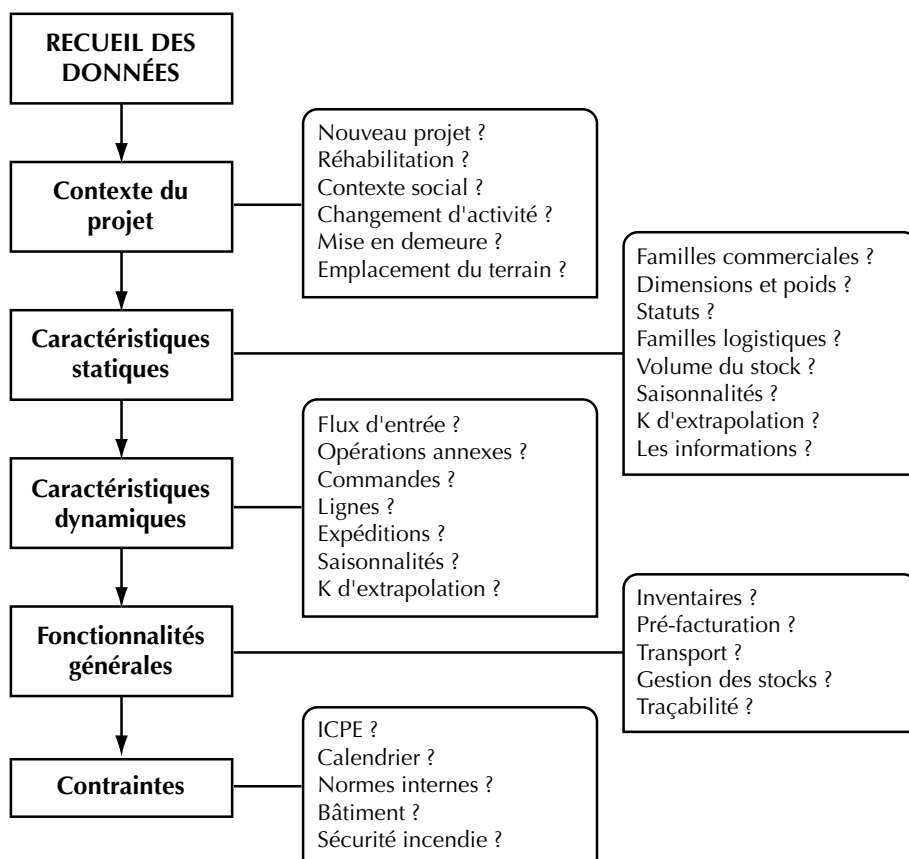 RECUEIL DES
DONNÉES
Contexte du
projet
Nouveau projet ?
Réhabilitation ?
Contexte social ?
Changement d'activité ?
Mise en demeure ?
Emplacement du terrain ?
Caractéristiques
statiques
Familles commerciales ?
Dimensions et poids ?
Statuts ?
Familles logistiques ?
Volume du stock ?
Saisonnalités ?
K d'extrapolation ?
Les informations ?
Caractéristiques
dynamiques
Flux d'entrée ?
Opérations annexes ?
Commandes ?
Lignes ?
Expéditions ?
Saisonnalités ?
K d'extrapolation ?
Fonctionnalités
générales
Inventaires ?
Pré-facturation ?
Transport ?
Gestion des stocks ?
Traçabilité ?
Contraintes
ICPE ?
Calendrier ?
Normes internes ?
Bâtiment ?
Sécurité incendie ?